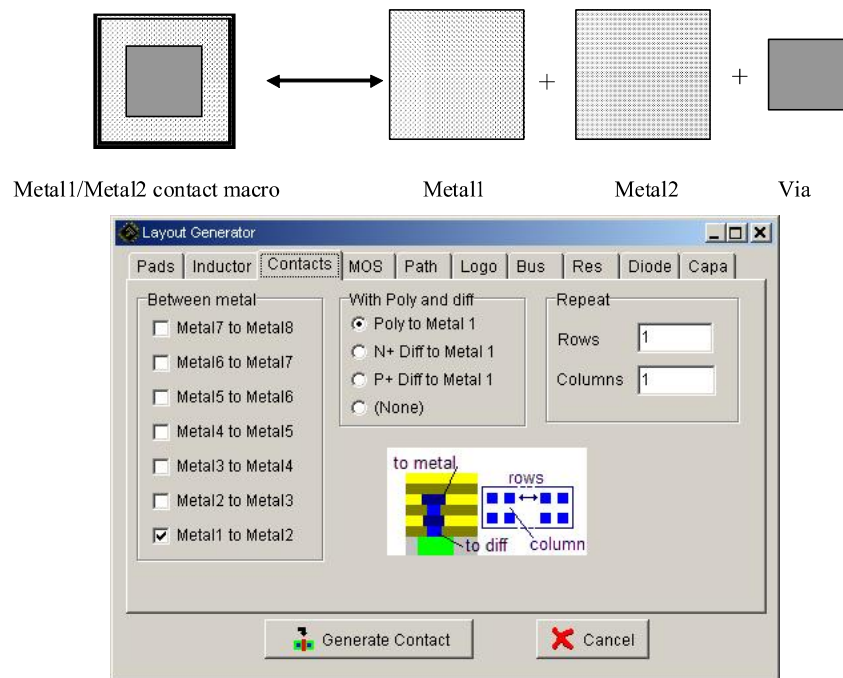 + +
Metal1/Metal2 contact macro Metal1 Metal2 Via
Layout Generator
Pads Inductor Contacts MOS Path Logo Bus Res Diode Capa
Between metal
Metal7 to Metal8
Metal6 to Metal7
Metal5 to Metal6
Metal4 to Metal5
Metal3 to Metal4
Metal2 to Metal3
Metal1 to Metal2
With Poly and diff
Poly to Metal 1
N+ Diff to Metal 1
P+ Diff to Metal 1
(None)
Repeat
Rows 1
Columns 1
to metal
rows
to diff
column
Generate Contact
Cancel